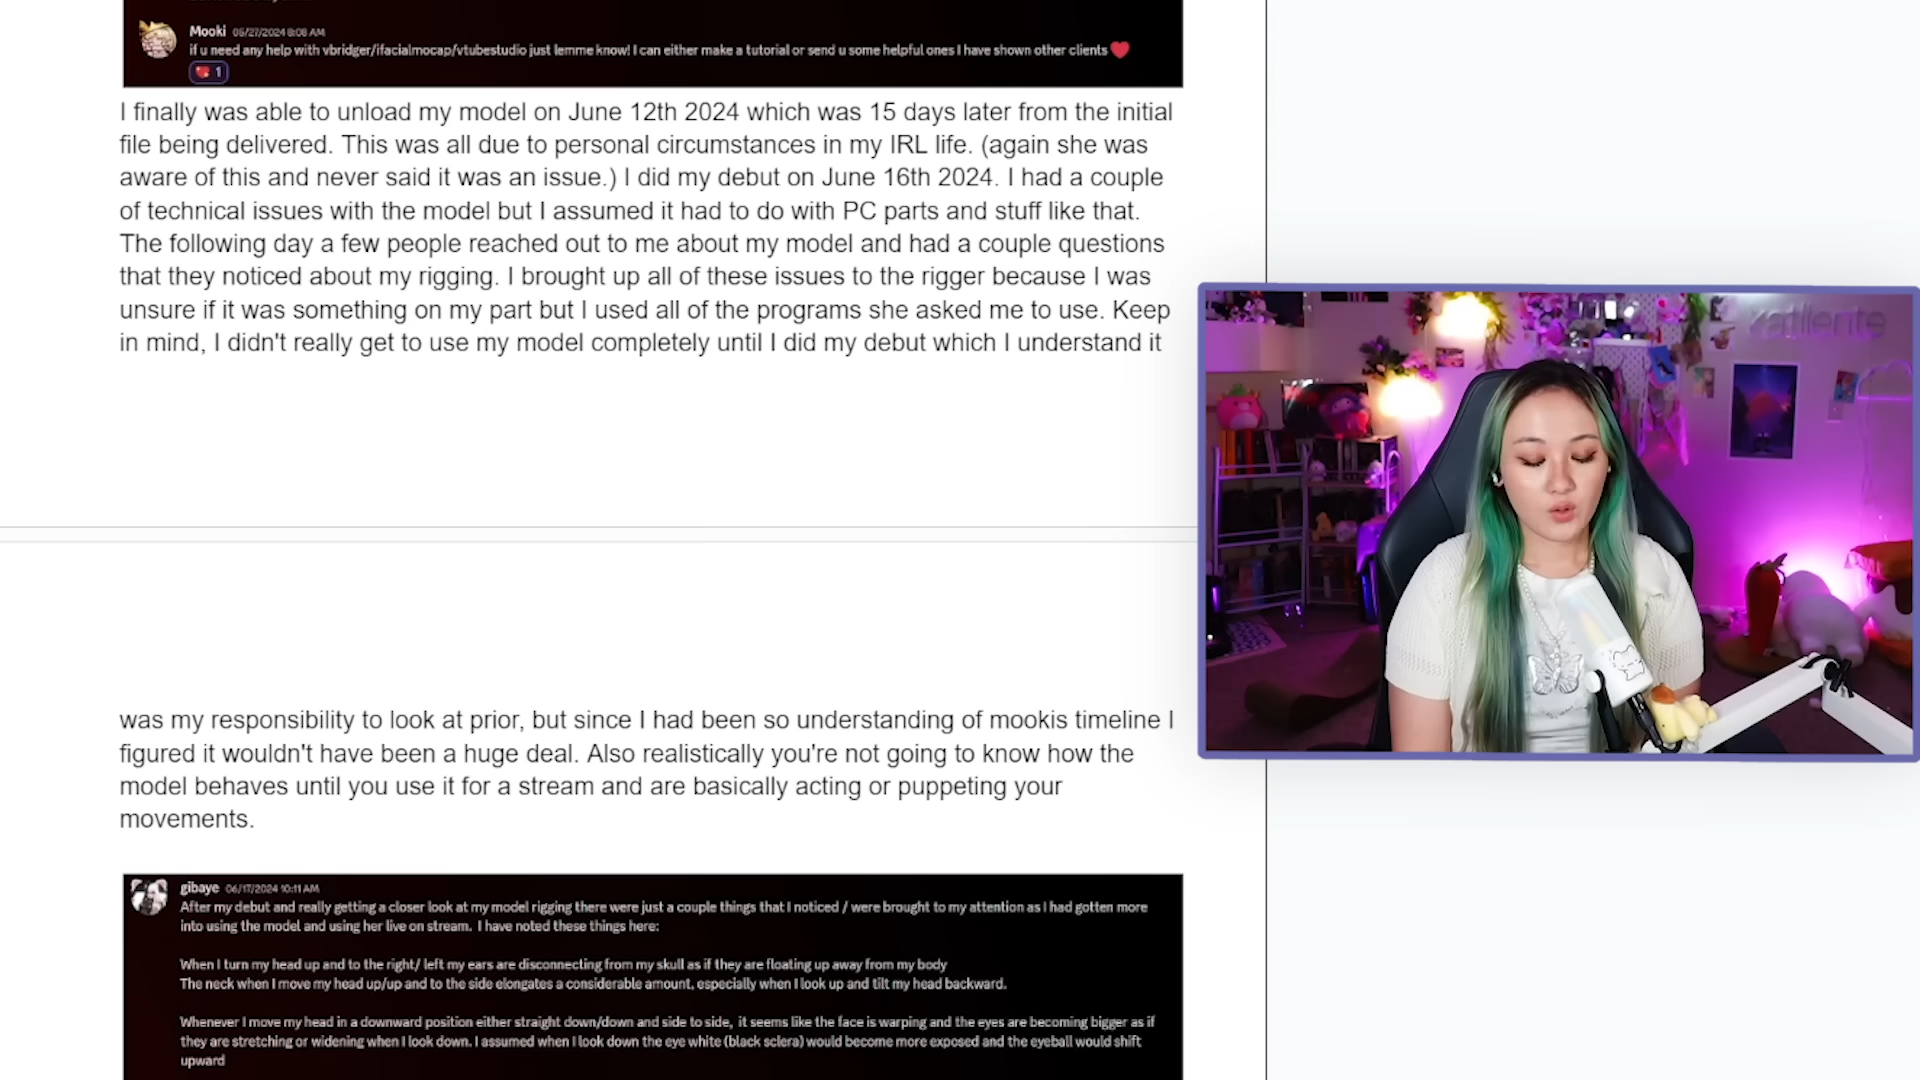 Mooki 05/27/2024 8:08 AM
if u need any help with vbridger/ifacialmocap/vtubestudio just lemme know! I can either make a tutorial or send u some helpful ones I have shown other clients
1
I finally was able to unload my model on June 12th 2024 which was 15 days later from the initial
file being delivered. This was all due to personal circumstances in my IRL life. (again she was
aware of this and never said it was an issue.) I did my debut on June 16th 2024. I had a couple
of technical issues with the model but I assumed it had to do with PC parts and stuff like that.
The following day a few people reached out to me about my model and had a couple questions
that they noticed about my rigging. I brought up all of these issues to the rigger because I was
unsure if it was something on my part but I used all of the programs she asked me to use. Keep
in mind, I didn't really get to use my model completely until I did my debut which I understand it
was my responsibility to look at prior, but since I had been so understanding of mookis timeline I
figured it wouldn't have been a huge deal. Also realistically you're not going to know how the
model behaves until you use it for a stream and are basically acting or puppeting your
movements.
gibaye 06/17/2024 10:11 AM
After my debut and really getting a closer look at my model rigging there were just a couple things that I noticed / were brought to my attention as I had gotten more
into using the model and using her live on stream. I have noted these things here:
When I turn my head up and to the right/ left my ears are disconnecting from my skull as if they are floating up away from my body
The neck when I move my head up/up and to the side elongates a considerable amount, especially when I look up and tilt my head backward.
Whenever I move my head in a downward position either straight down/down and side to side, it seems like the face is warping and the eyes are becoming bigger as if
they are stretching or widening when I look down. I assumed when I look down the eye white (black sclera) would become more exposed and the eyeball would shift
upward